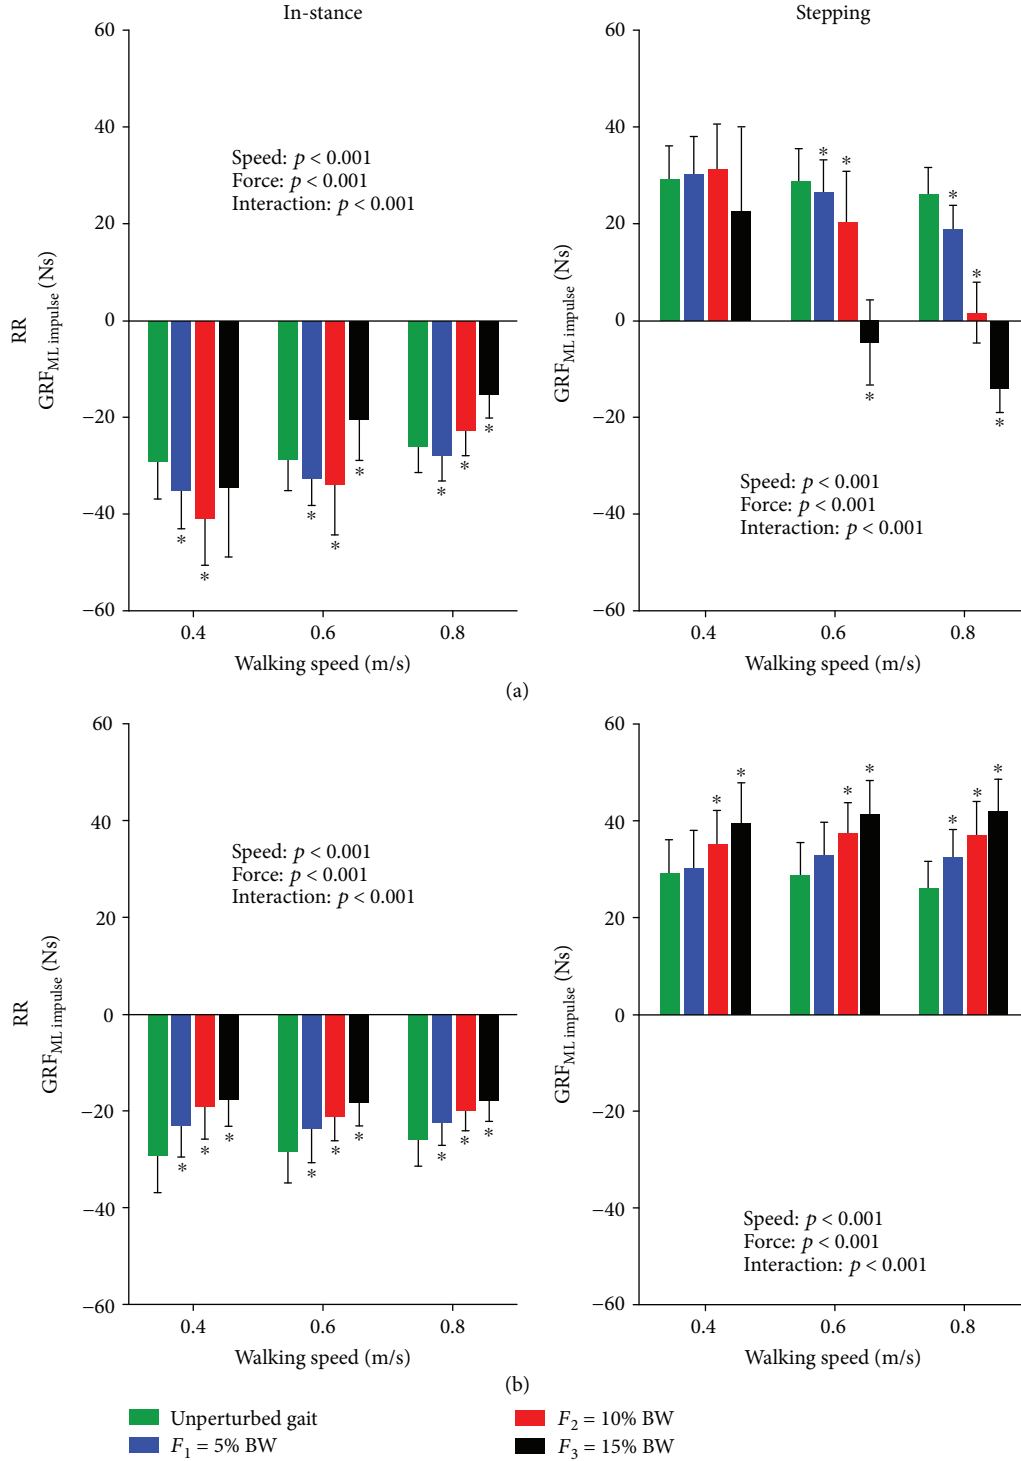 In-stance
Stepping
60
40
20
0
−20
−40
−60
RR
GRF_ML impulse (Ns)
Speed: p < 0.001
Force: p < 0.001
Interaction: p < 0.001
* * * * * * * *
0.4 0.6 0.8
Walking speed (m/s)
60
40
20
0
−20
−40
−60
GRF_ML impulse (Ns)
* * * * * *
Speed: p < 0.001
Force: p < 0.001
Interaction: p < 0.001
0.4 0.6 0.8
Walking speed (m/s)
(a)
60
40
20
0
−20
−40
−60
RR
GRF_ML impulse (Ns)
Speed: p < 0.001
Force: p < 0.001
Interaction: p < 0.001
* * * * * * * * *
0.4 0.6 0.8
Walking speed (m/s)
60
40
20
0
−20
−40
−60
GRF_ML impulse (Ns)
* * * * * * *
Speed: p < 0.001
Force: p < 0.001
Interaction: p < 0.001
0.4 0.6 0.8
Walking speed (m/s)
(b)
Unperturbed gait
F1 = 5% BW
F2 = 10% BW
F3 = 15% BW